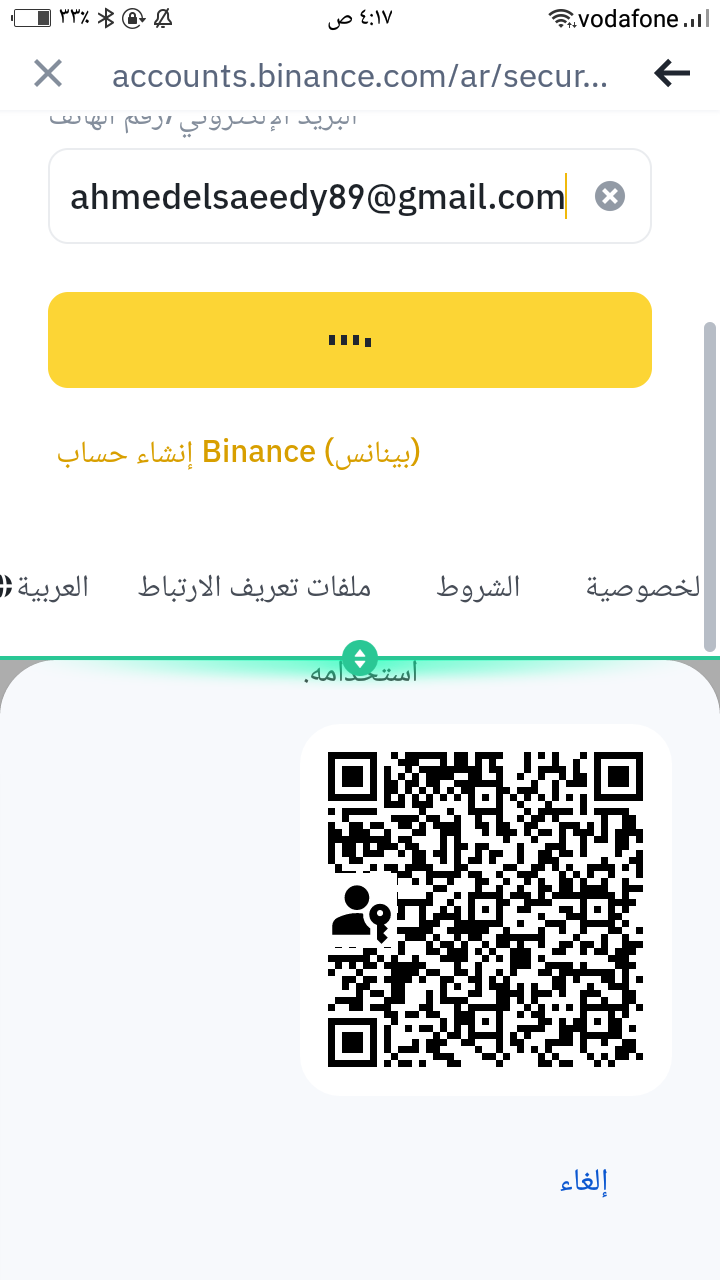 ٣٣٪ ٤:١٧ ص vodafone
accounts.binance.com/ar/secur...
البريد الإلكتروني/رقم الهاتف
ahmedelsaeedy89@gmail.com
إنشاء حساب Binance (بينانس)
العربية ملفات تعريف الارتباط الشروط لخصوصية
استخدامه.
إلغاء